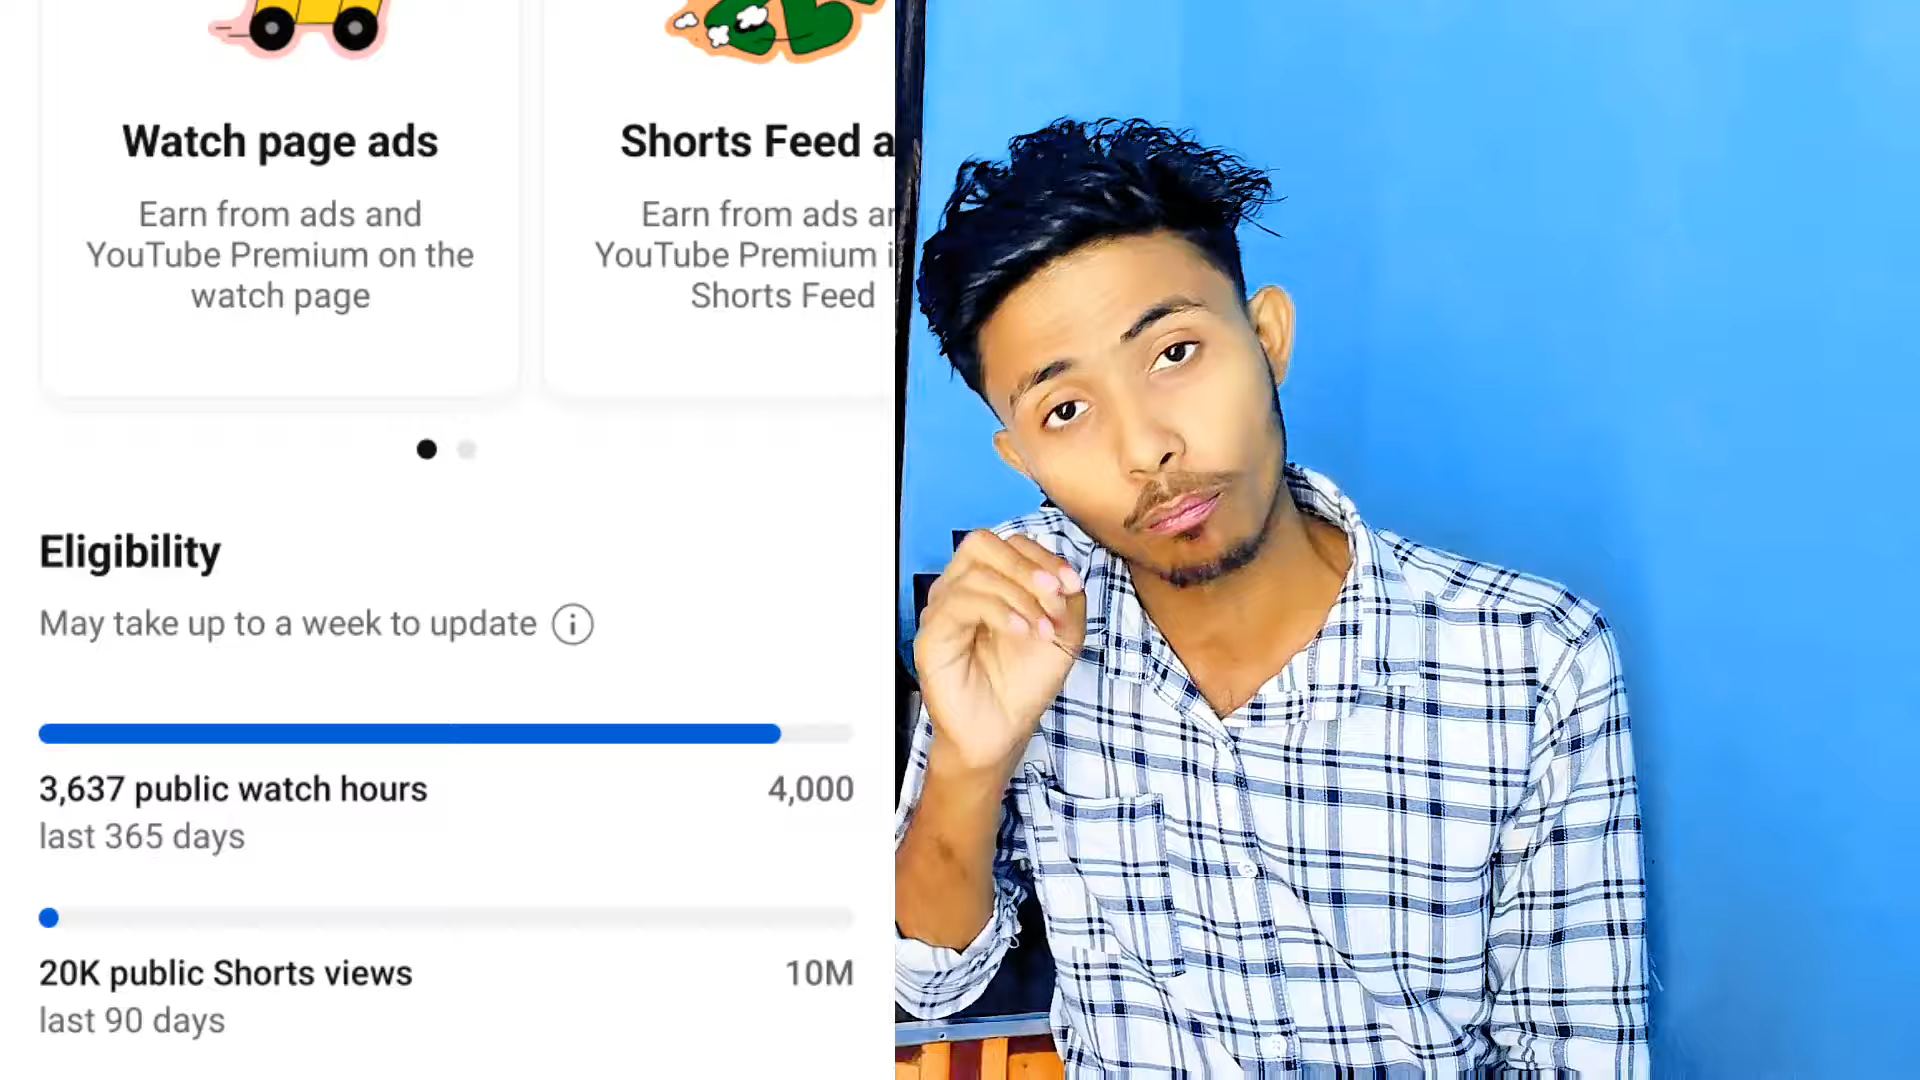 Watch page ads
Earn from ads and
YouTube Premium on the
watch page
Shorts Feed a
Earn from ads
YouTube Premium
Shorts Feed
Eligibility
May take up to a week to update
3,637 public watch hours
4,000
last 365 days
20K public Shorts views
10M
last 90 days